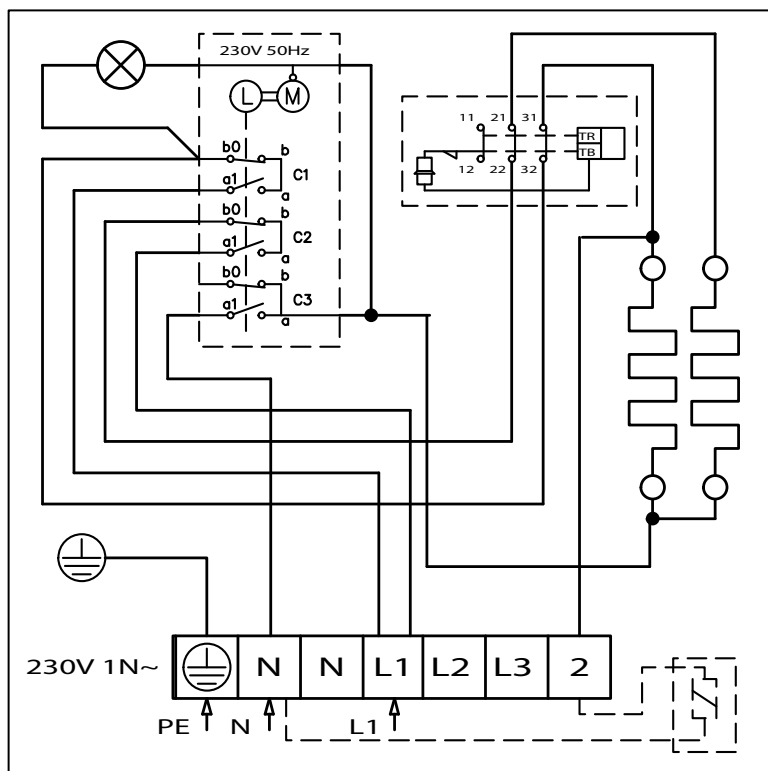 230V 50Hz
L M
11 21 31
TR
TB
12 22 32
b0 b
C1
a1 a
b0 b
C2
a1 a
b0 b
C3
a1 a
230V 1N~ N N L1 L2 L3 2
PE N L1